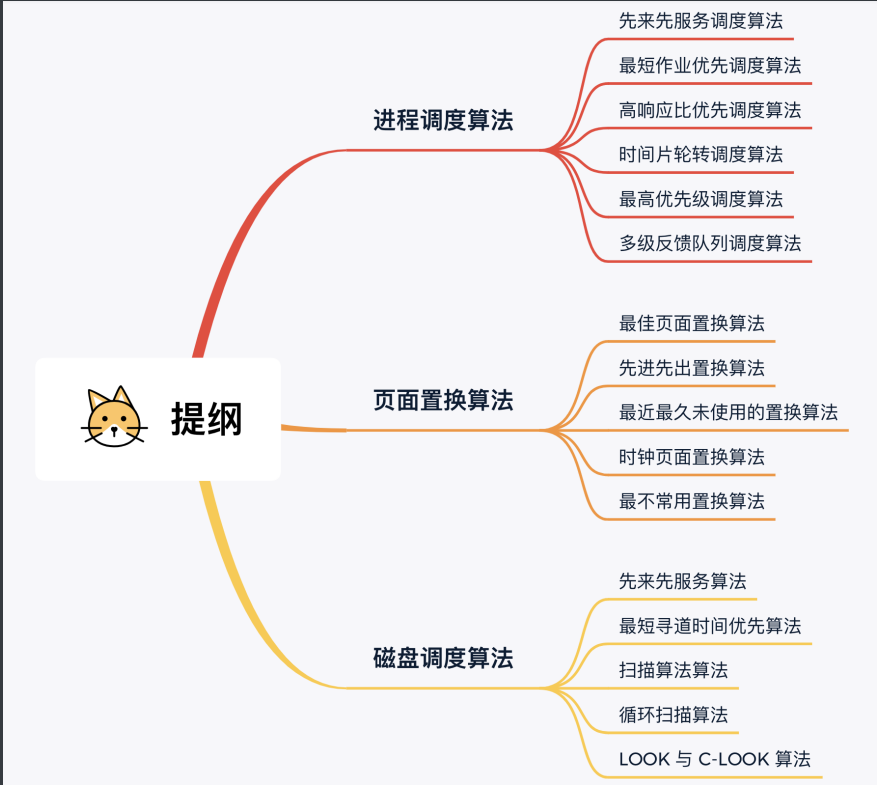 提纲
进程调度算法
先来先服务调度算法
最短作业优先调度算法
高响应比优先调度算法
时间片轮转调度算法
最高优先级调度算法
多级反馈队列调度算法
页面置换算法
最佳页面置换算法
先进先出置换算法
最近最久未使用的置换算法
时钟页面置换算法
最不常用置换算法
磁盘调度算法
先来先服务算法
最短寻道时间优先算法
扫描算法算法
循环扫描算法
LOOK 与 C-LOOK 算法